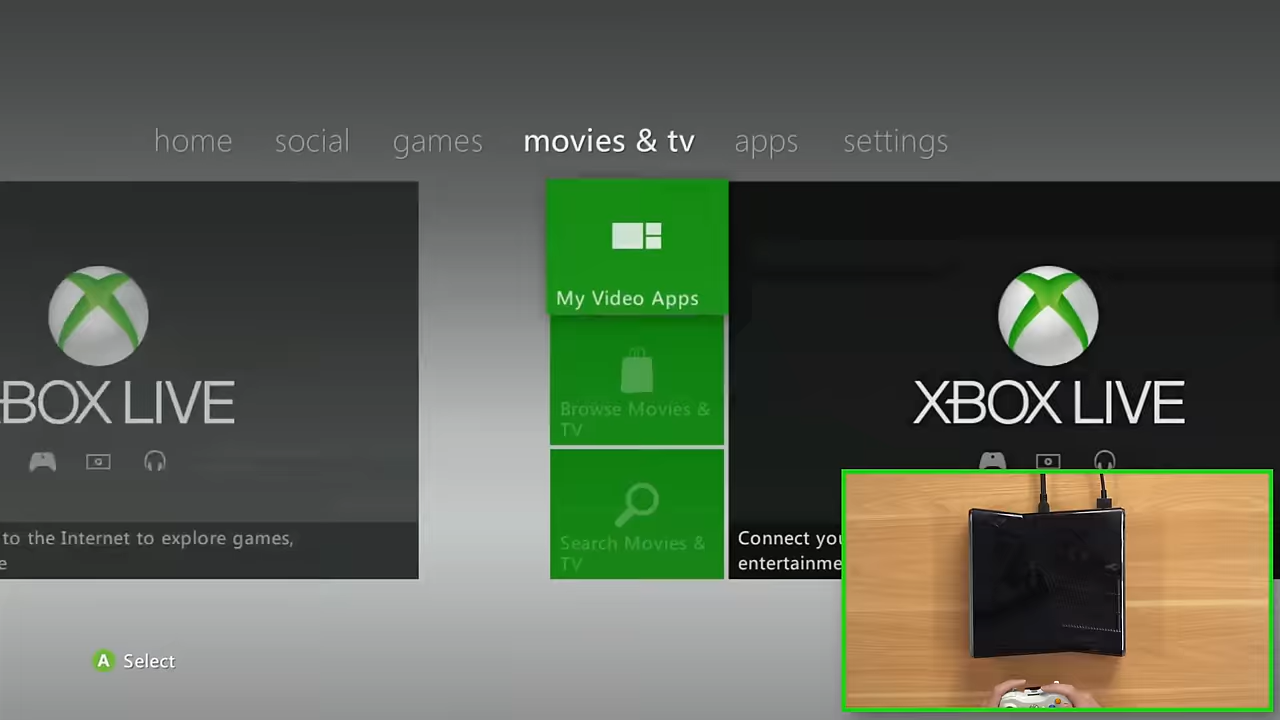 home social games movies & tv apps settings
My Video Apps
Browse Movies &
TV
Search Movies &
TV
BOX LIVE
to the Internet to explore games,
e
XBOX LIVE
Connect you
entertainme
A Select